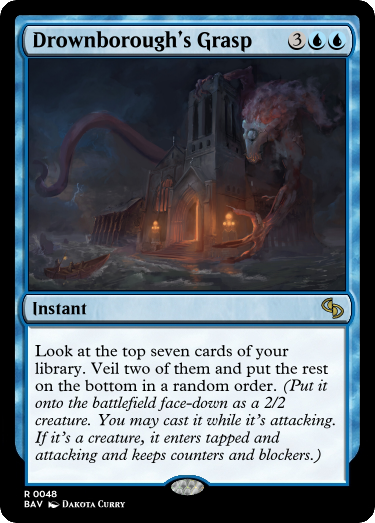 Drownborough's Grasp 3
Instant
Look at the top seven cards of your
library. Veil two of them and put the rest
on the bottom in a random order. (Put it
onto the battlefield face-down as a 2/2
creature. You may cast it while it's attacking.
If it's a creature, it enters tapped and
attacking and keeps counters and blockers.)
R 0048
BAV Dakota Curry